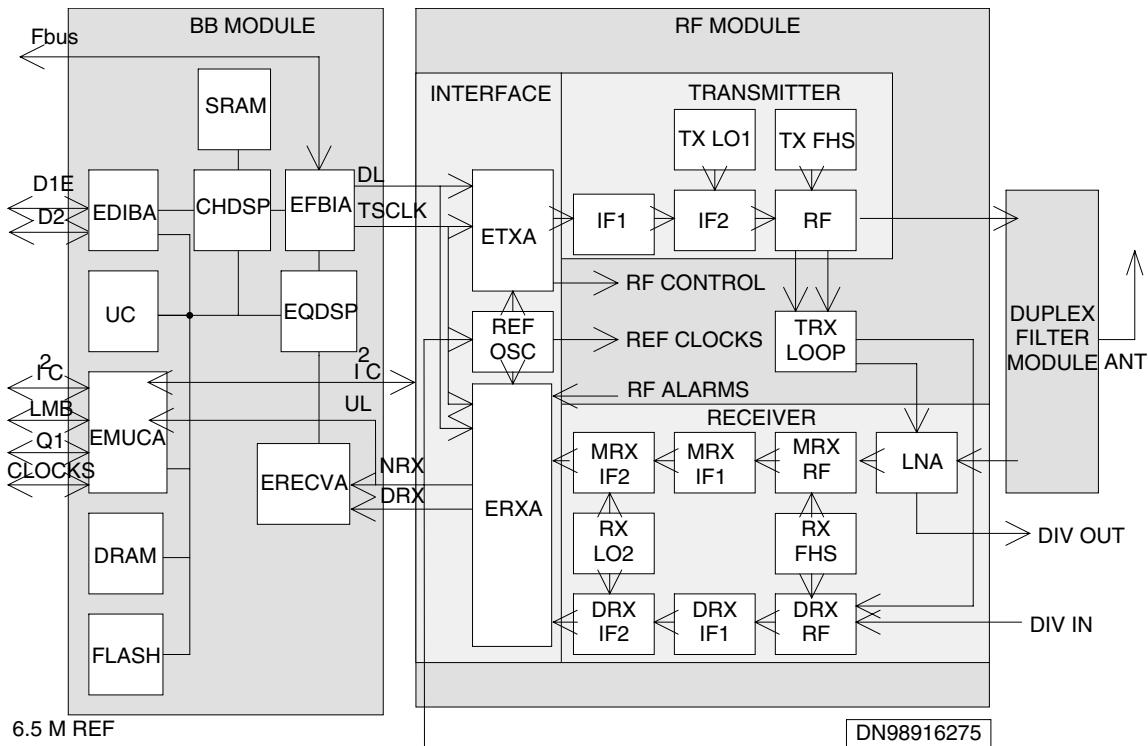 BB MODULE
RF MODULE
Fbus
INTERFACE
TRANSMITTER
SRAM
TX LO1
TX FHS
D1E
D2
EDIBA
CHDSP
EFBIA
DL
TSCLK
ETXA
IF1
IF2
RF
UC
EQDSP
RF CONTROL
REF
OSC
REF CLOCKS
TRX
LOOP
DUPLEX
FILTER
MODULE
ANT
I2C
I2C
RF ALARMS
LMB
EMUCA
UL
RECEIVER
Q1
CLOCKS
ERECVA
NRX
DRX
ERXA
MRX
IF2
MRX
IF1
MRX
RF
LNA
DRAM
RX
LO2
RX
FHS
DIV OUT
FLASH
DRX
IF2
DRX
IF1
DRX
RF
DIV IN
6.5 M REF
DN98916275